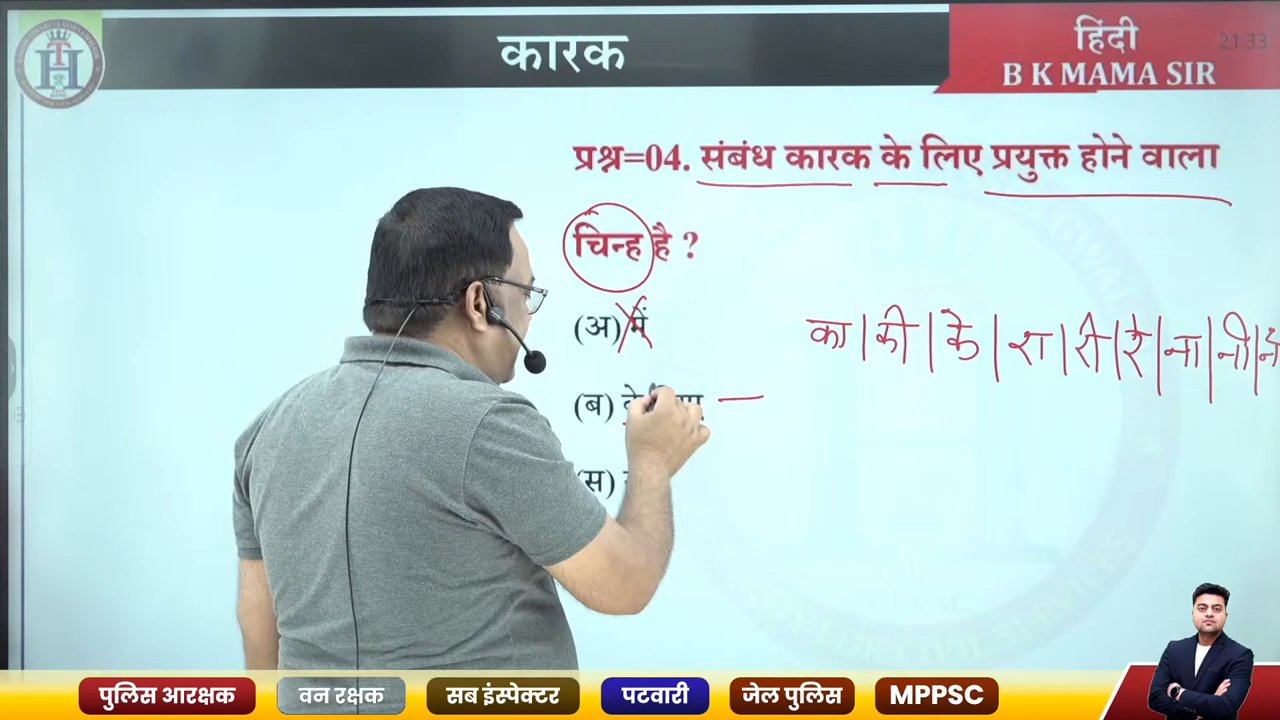 कारक
हिंदी
21:33
B K MAMA SIR
प्रश्न=04. संबंध कारक के लिए प्रयुक्त होने वाला
चिन्ह है ?
(अ) में
का | की | के | रा | री | रे | ना | नी | ने
(ब)
(स)
पुलिस आरक्षक
वन रक्षक
सब इंस्पेक्टर
पटवारी
जेल पुलिस
MPPSC